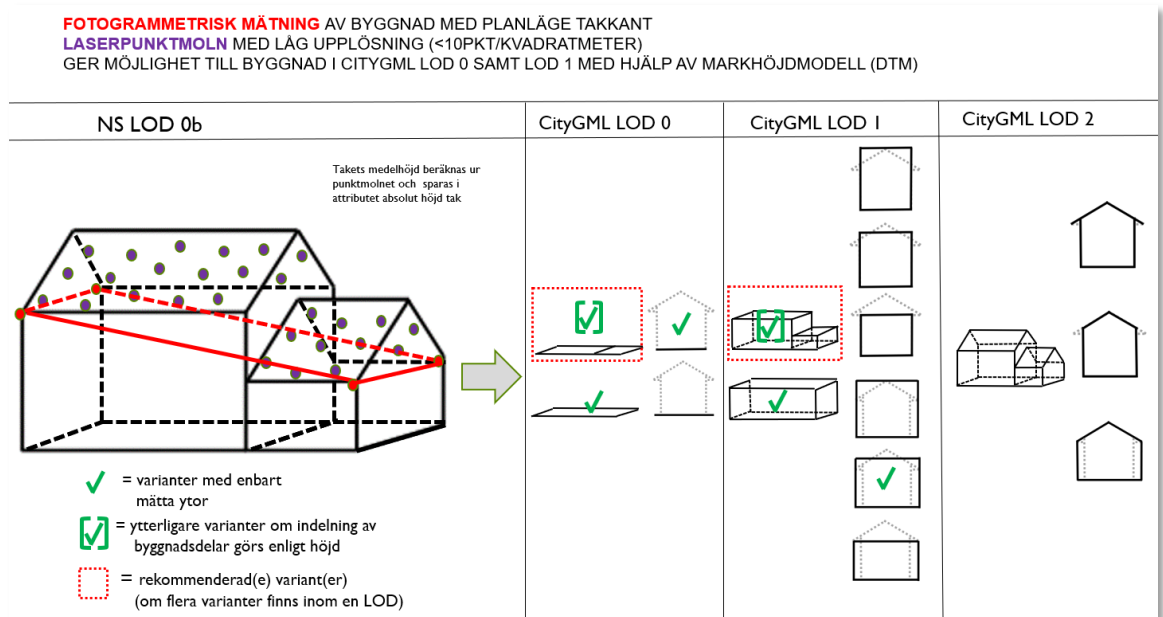 FOTOGRAMMETRISK MÄTNING AV BYGGNAD MED PLANLÄGE TAKKANT
LASERPUNKTMOLN MED LÅG UPPLÖSNING (<10PKT/KVADRATMETER)
GER MÖJLIGHET TILL BYGGNAD I CITYGML LOD 0 SAMT LOD 1 MED HJÄLP AV MARKHÖJDMODELL (DTM)
NS LOD 0b
CityGML LOD 0
CityGML LOD 1
CityGML LOD 2
Takets medelhöjd beräknas ur
punktmolnet och sparas i
attributet absolut höjd tak
= varianter med enbart
mätta ytor
= ytterligare varianter om indelning av
byggnadsdelar görs enligt höjd
= rekommenderad(e) variant(er)
(om flera varianter finns inom en LOD)